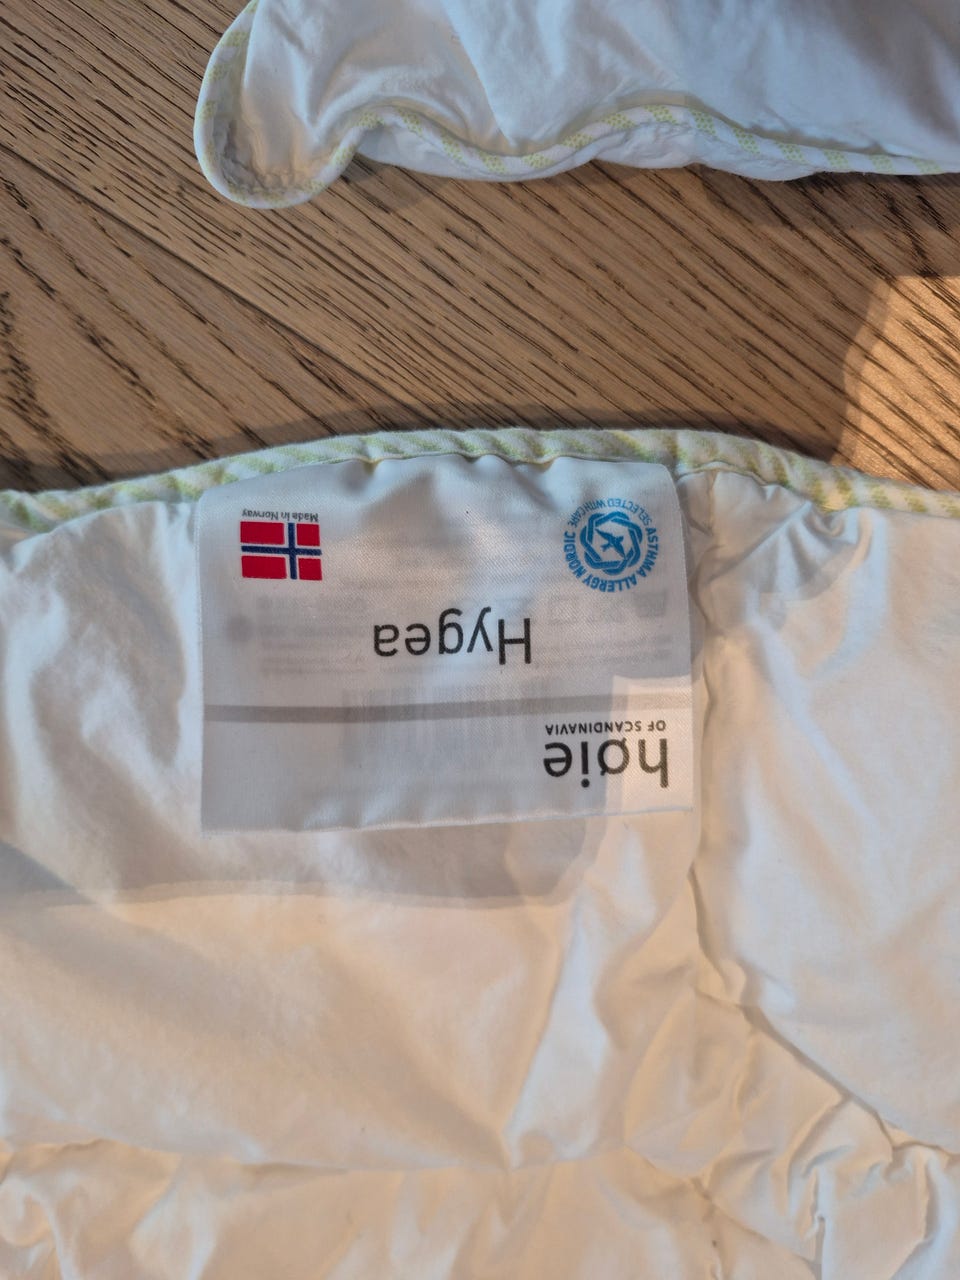 høie
OF SCANDINAVIA
Hygea
ASTHMA ALLERGY NORDIC
SELECTED WITH CARE
Made in Norway